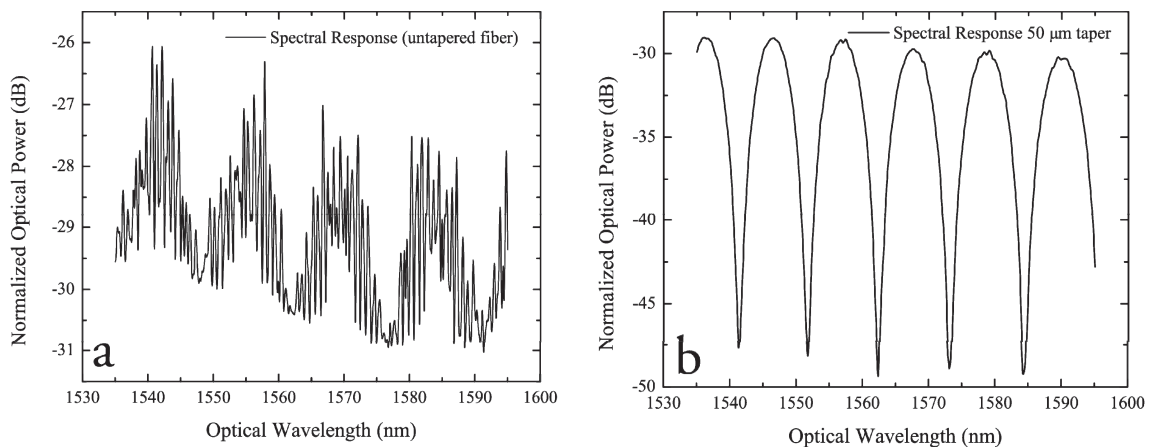 Spectral Response (untapered fiber)
Normalized Optical Power (dB)
-26
-27
-28
-29
-30
-31
a
1530 1540 1550 1560 1570 1580 1590 1600
Optical Wavelength (nm)
Spectral Response 50 μm taper
Normalized Optical Power (dB)
-30
-35
-40
-45
-50
b
1530 1540 1550 1560 1570 1580 1590 1600
Optical Wavelength (nm)